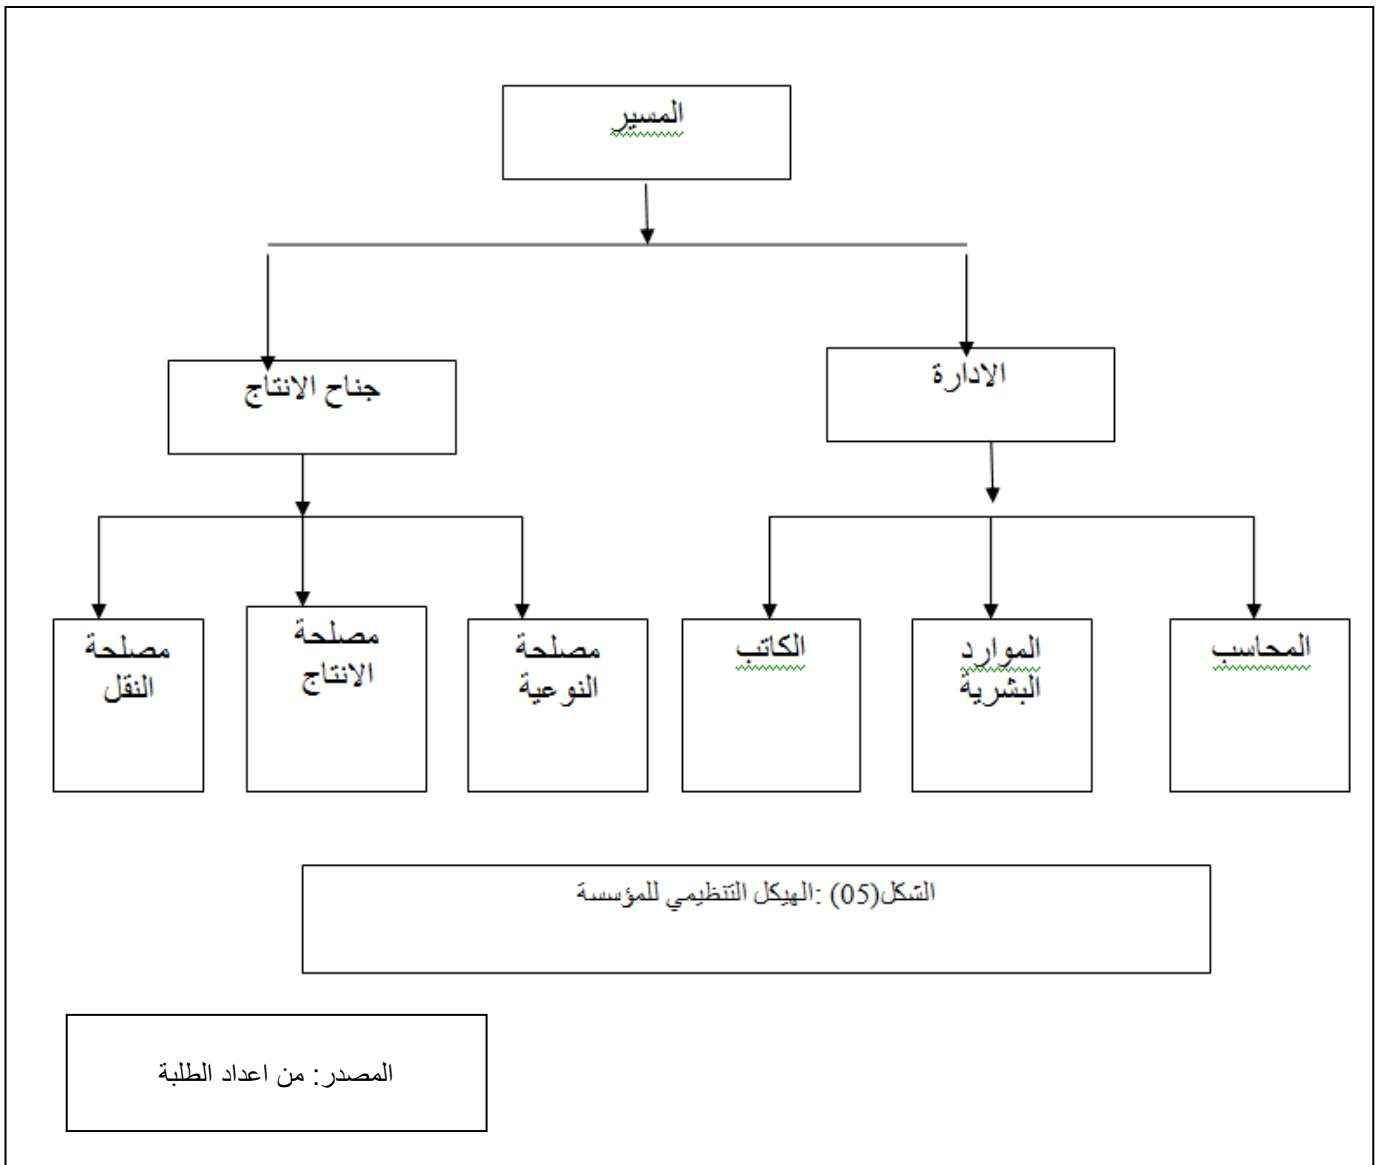 المسير
الادارة
جناح الانتاج
المحاسب
الموارد
البشرية
الكاتب
مصلحة
النوعية
مصلحة
الانتاج
مصلحة
النقل
الشكل(05) :الهيكل التنظيمي للمؤسسة
المصدر: من اعداد الطلبة